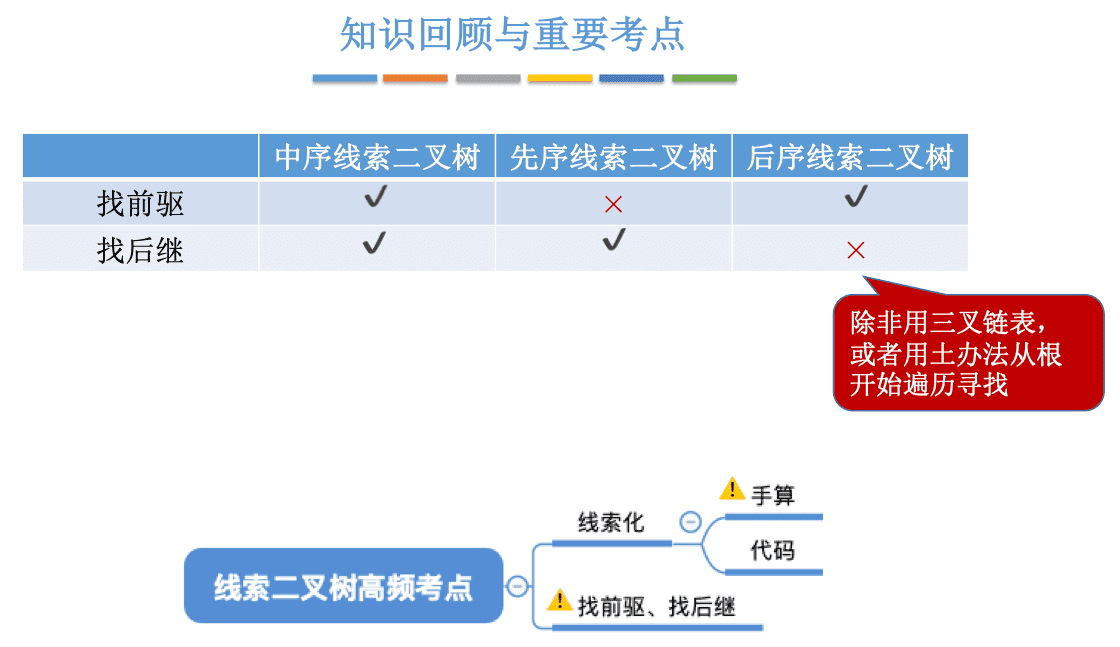 知识回顾与重要考点
中序线索二叉树 先序线索二叉树 后序线索二叉树
找前驱 ✓ × ✓
找后继 ✓ ✓ ×
除非用三叉链表，
或者用土办法从根
开始遍历寻找
线索二叉树高频考点
线索化
手算
代码
找前驱、找后继